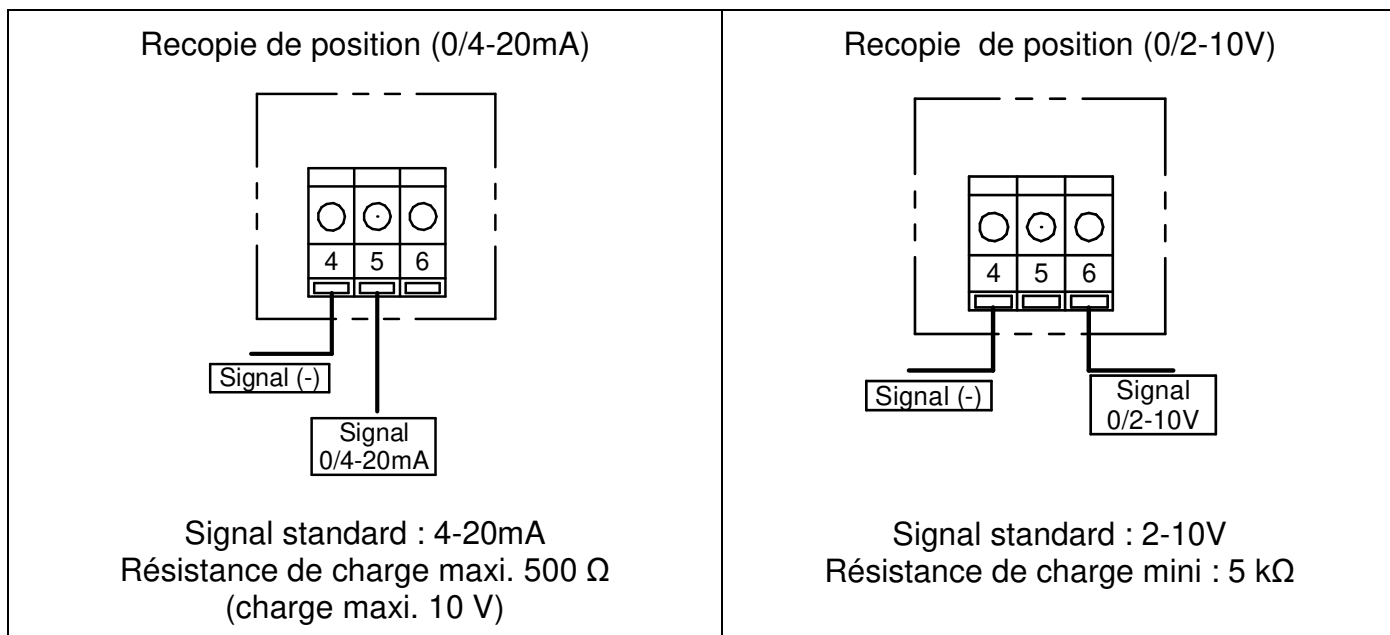 Recopie de position (0/4-20mA)
4 5 6
Signal (-)
Signal
0/4-20mA
Signal standard : 4-20mA
Résistance de charge maxi. 500 Ω
(charge maxi. 10 V)
Recopie de position (0/2-10V)
4 5 6
Signal (-)
Signal
0/2-10V
Signal standard : 2-10V
Résistance de charge mini : 5 kΩ